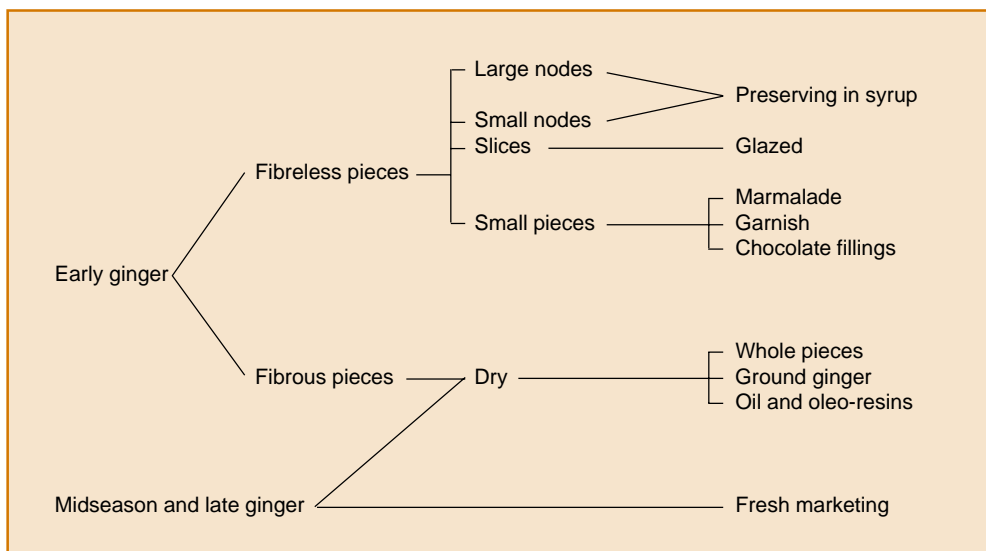 Large nodes
Preserving in syrup
Small nodes
Slices
Glazed
Fibreless pieces
Marmalade
Small pieces
Garnish
Chocolate fillings
Early ginger
Whole pieces
Fibrous pieces
Dry
Ground ginger
Oil and oleo-resins
Midseason and late ginger
Fresh marketing